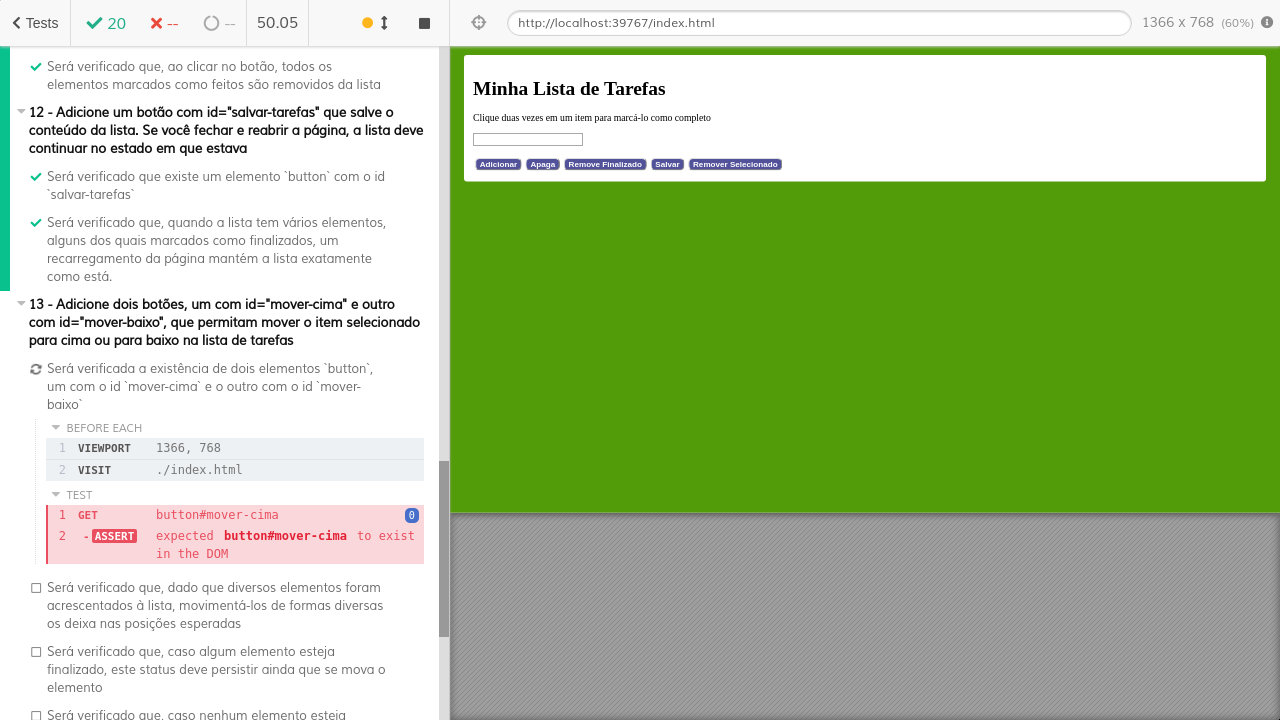 Tests
20
--
--
50.05
http://localhost:39767/index.html
1366 x 768 (60%)
Será verificado que, ao clicar no botão, todos os
elementos marcados como feitos são removidos da lista
12 - Adicione um botão com id="salvar-tarefas" que salve o
conteúdo da lista. Se você fechar e reabrir a página, a lista deve
continuar no estado em que estava
Será verificado que existe um elemento `button` com o id
`salvar-tarefas`
Será verificado que, quando a lista tem vários elementos,
alguns dos quais marcados como finalizados, um
recarregamento da página mantém a lista exatamente
como está.
13 - Adicione dois botões, um com id="mover-cima" e outro
com id="mover-baixo", que permitam mover o item selecionado
para cima ou para baixo na lista de tarefas
Será verificada a existência de dois elementos `button`,
um com o id `mover-cima` e o outro com o id `mover-
baixo`
BEFORE EACH
1 VIEWPORT 1366, 768
2 VISIT ./index.html
TEST
1 GET button#mover-cima 0
2 - ASSERT expected button#mover-cima to exist
in the DOM
Será verificado que, dado que diversos elementos foram
acrescentados à lista, movimentá-los de formas diversas
os deixa nas posições esperadas
Será verificado que, caso algum elemento esteja
finalizado, este status deve persistir ainda que se mova o
elemento
Será verificado que, caso nenhum elemento esteja
Minha Lista de Tarefas
Clique duas vezes em um item para marcá-lo como completo
Adicionar Apaga Remove Finalizado Salvar Remover Selecionado